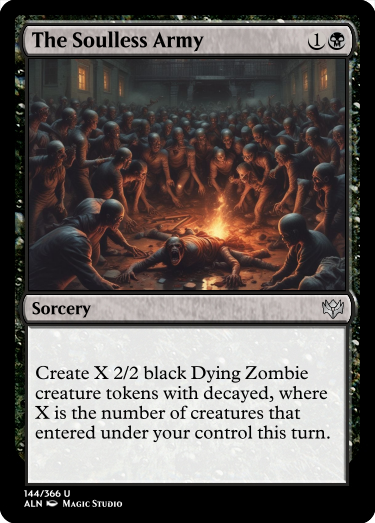 The Soulless Army 1
Sorcery
Create X 2/2 black Dying Zombie
creature tokens with decayed, where
X is the number of creatures that
entered under your control this turn.
144/366 U
ALN Magic Studio